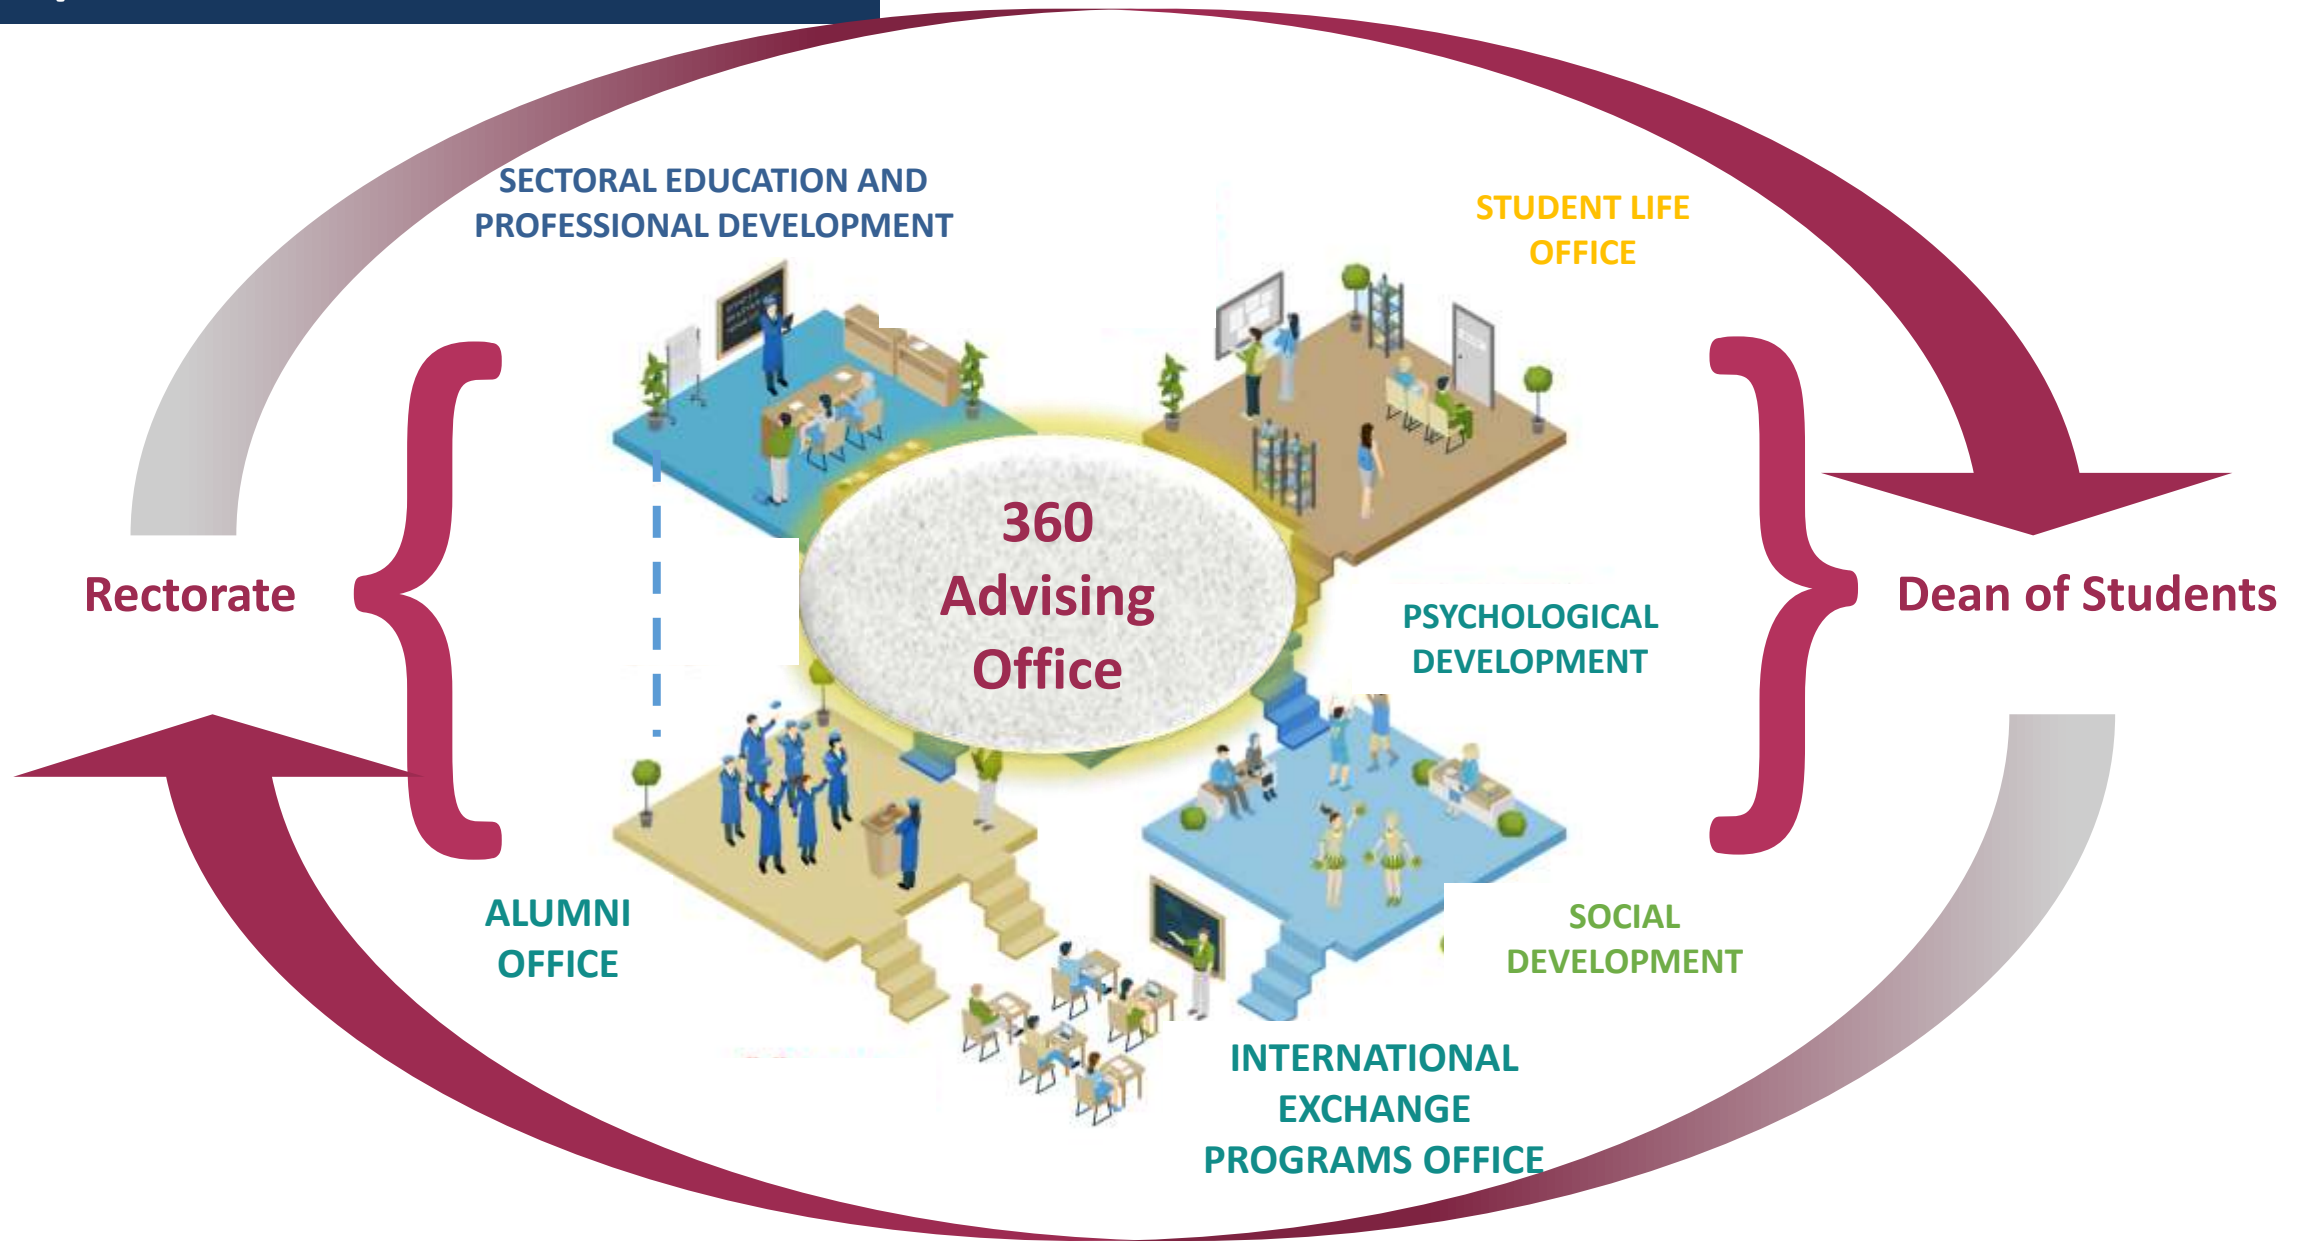 SECTORAL EDUCATION AND
PROFESSIONAL DEVELOPMENT
STUDENT LIFE
OFFICE
360
Advising
Office
Rectorate
Dean of Students
PSYCHOLOGICAL
DEVELOPMENT
ALUMNI
OFFICE
SOCIAL
DEVELOPMENT
INTERNATIONAL
EXCHANGE
PROGRAMS OFFICE